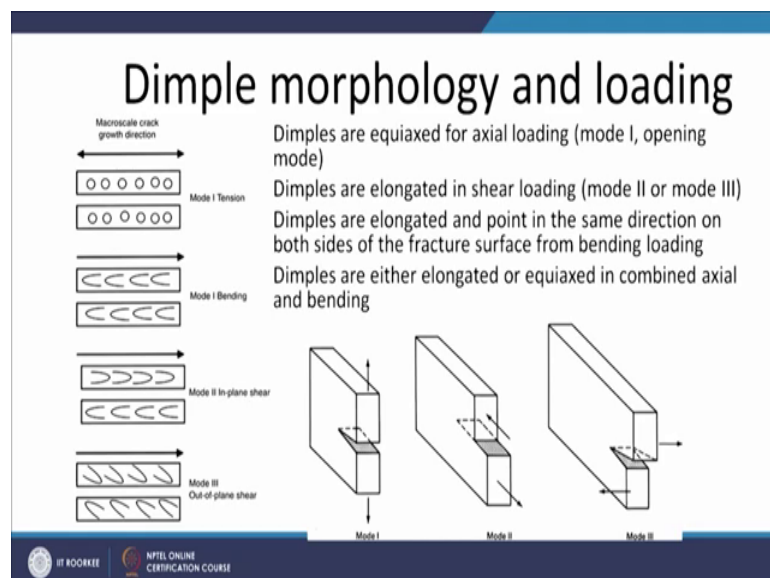 Dimple morphology and loading
Macroscale crack
growth direction
Mode I Tension
Mode I Bending
Mode II In-plane shear
Mode III
Out-of-plane shear
Dimples are equiaxed for axial loading (mode I, opening
mode)
Dimples are elongated in shear loading (mode II or mode III)
Dimples are elongated and point in the same direction on
both sides of the fracture surface from bending loading
Dimples are either elongated or equiaxed in combined axial
and bending
Mode I
Mode II
Mode III
IIT ROORKEE
NPTEL ONLINE
CERTIFICATION COURSE